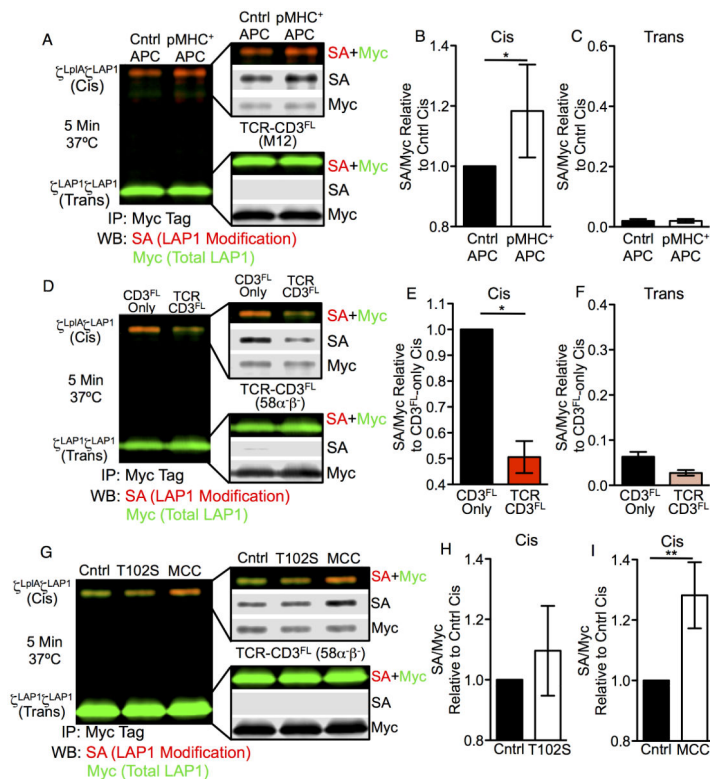 A
Cntrl APC
pMHC⁺ APC
ζLplAζLAP1
(Cis)
5 Min
37ºC
ζLAP1ζLAP1
(Trans)
IP: Myc Tag
WB: SA (LAP1 Modification)
Myc (Total LAP1)
Cntrl APC
pMHC⁺ APC
SA+Myc
SA
Myc
TCR-CD3FL
(M12)
SA+Myc
SA
Myc
B
Cis
SA/Myc Relative
to Cntrl Cis
1.4
1.2
1.0
0.8
*
Cntrl APC
pMHC⁺ APC
C
Trans
SA/Myc Relative
to Cntrl Cis
0.6
0.4
0.2
0.0
Cntrl APC
pMHC⁺ APC
D
CD3FL Only
TCR CD3FL
ζLplAζLAP1
(Cis)
5 Min
37ºC
ζLAP1ζLAP1
(Trans)
IP: Myc Tag
WB: SA (LAP1 Modification)
Myc (Total LAP1)
CD3FL Only
TCR CD3FL
SA+Myc
SA
Myc
TCR-CD3FL
(58α⁻β⁻)
SA+Myc
SA
Myc
E
Cis
SA/Myc Relative
to CD3FL-only Cis
1.0
0.9
0.8
0.7
0.6
0.5
0.4
*
CD3FL Only
TCR CD3FL
F
Trans
SA/Myc Relative
to CD3FL-only Cis
0.4
0.3
0.2
0.1
0.0
CD3FL Only
TCR CD3FL
G
Cntrl T102S MCC
ζLplAζLAP1
(Cis)
5 Min
37ºC
ζLAP1ζLAP1
(Trans)
IP: Myc Tag
WB: SA (LAP1 Modification)
Myc (Total LAP1)
Cntrl T102S MCC
SA+Myc
SA
Myc
TCR-CD3FL (58α⁻β⁻)
SA+Myc
SA
Myc
H
Cis
SA/Myc
Relative to Cntrl Cis
1.4
1.2
1.0
0.8
Cntrl T102S
I
Cis
SA/Myc
Relative to Cntrl Cis
1.4
1.2
1.0
0.8
**
Cntrl MCC